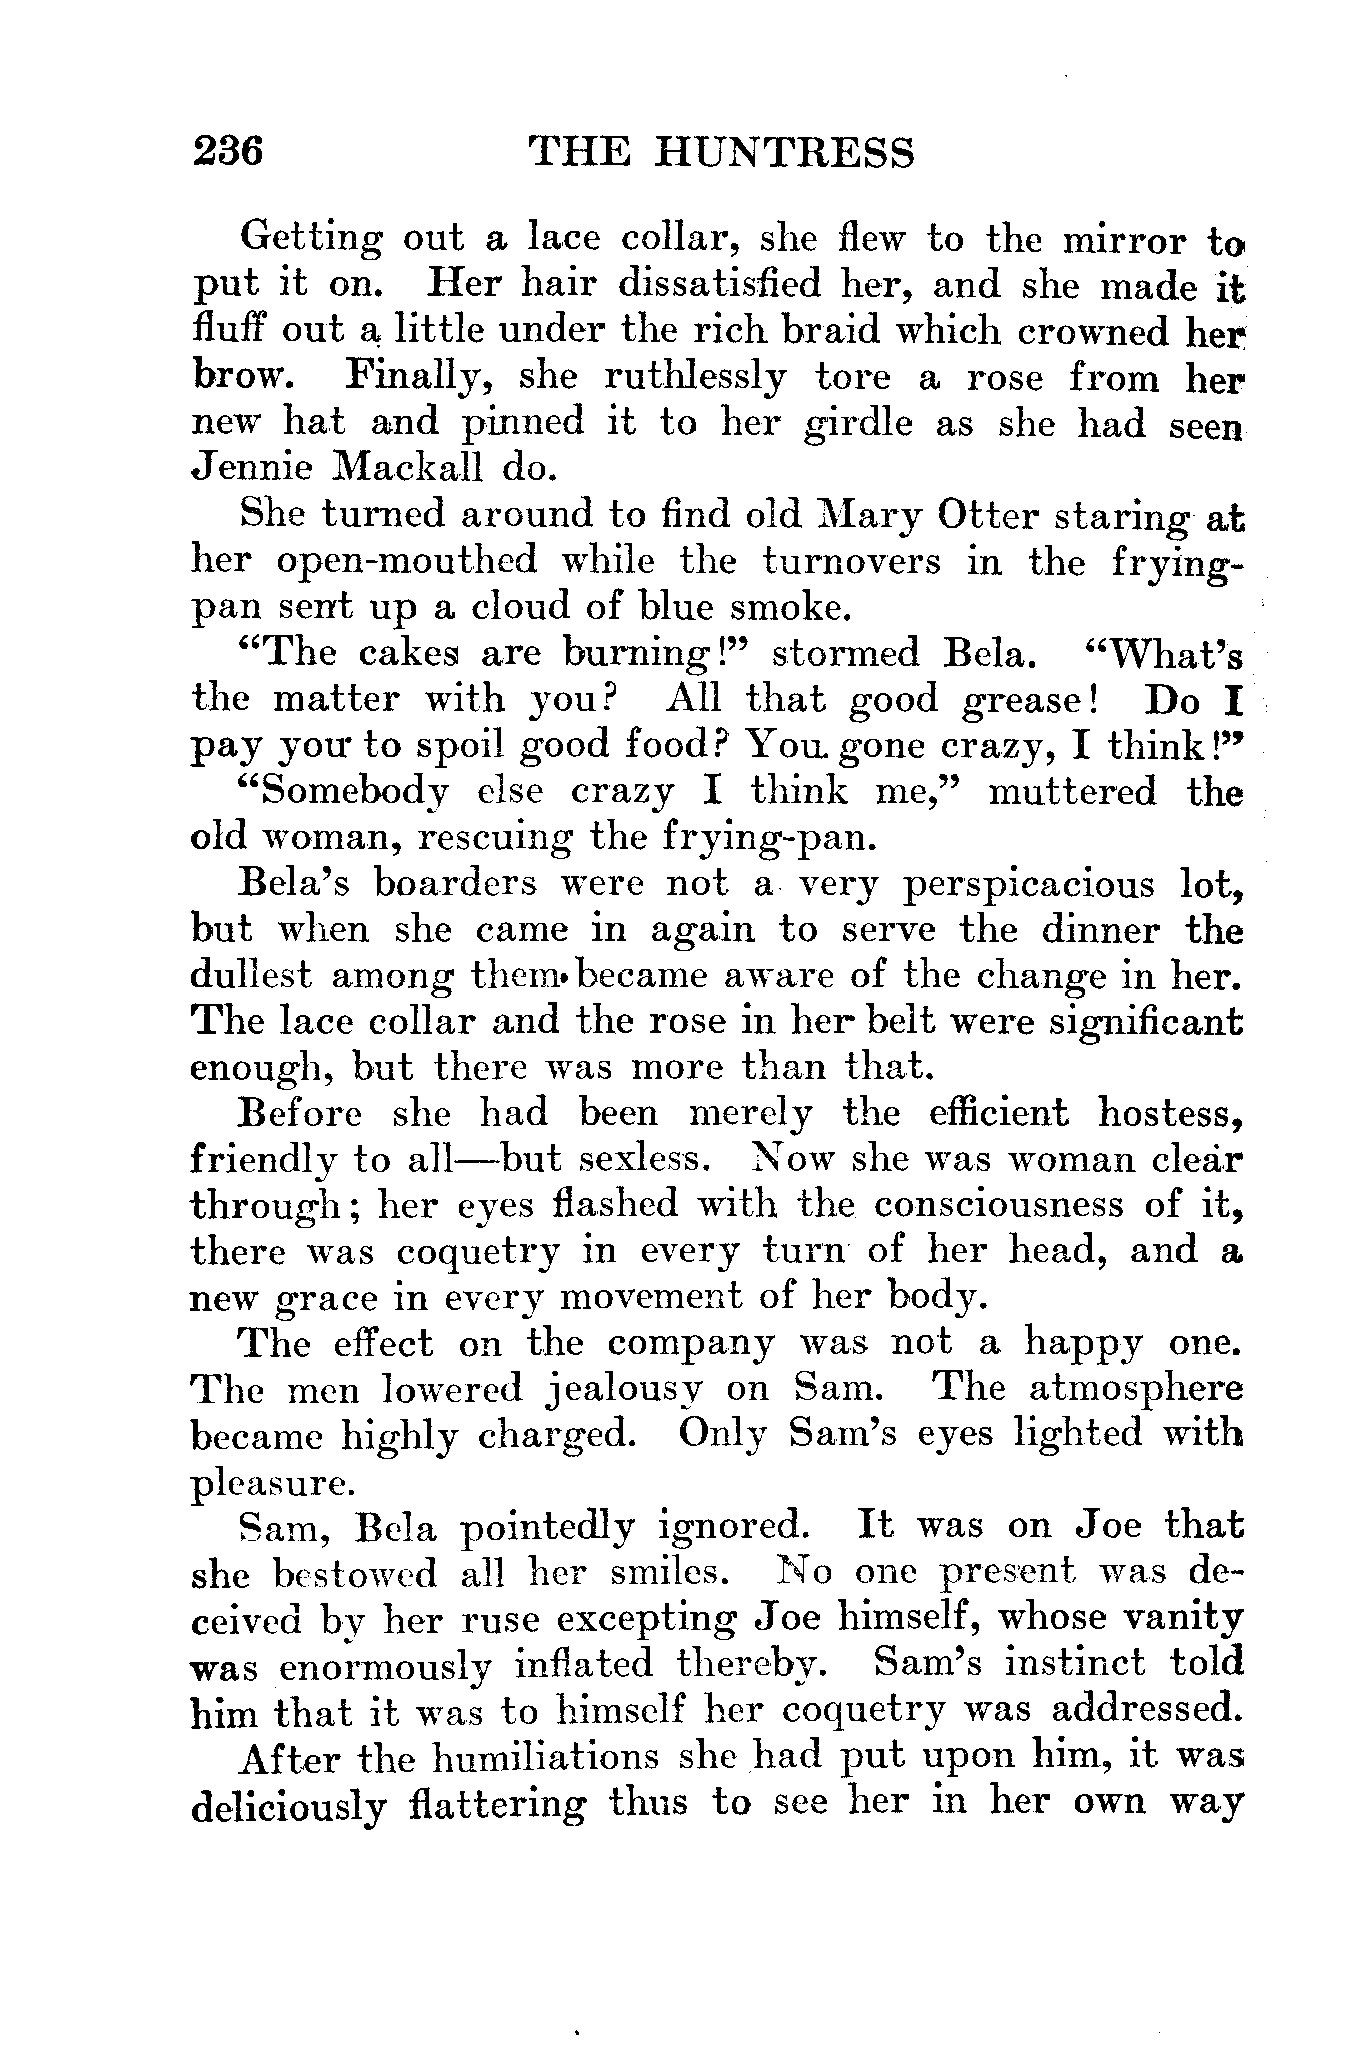 236 THE HUNTRESS
Getting out a lace collar, she flew to the mirror to
put it on. Her hair dissatisfied her, and she made it
fluff out a little under the rich braid which crowned her
brow. Finally, she ruthlessly tore a rose from her
new hat and pinned it to her girdle as she had seen
Jennie Mackall do.
She turned around to find old Mary Otter staring at
her open-mouthed while the turnovers in the frying-
pan sent up a cloud of blue smoke.
“The cakes are burning!” stormed Bela. “What’s
the matter with you? All that good grease! Do I
pay you to spoil good food? You gone crazy, I think!”
“Somebody else crazy I think me,” muttered the
old woman, rescuing the frying-pan.
Bela’s boarders were not a very perspicacious lot,
but when she came in again to serve the dinner the
dullest among them became aware of the change in her.
The lace collar and the rose in her belt were significant
enough, but there was more than that.
Before she had been merely the efficient hostess,
friendly to all—but sexless. Now she was woman clear
through; her eyes flashed with the consciousness of it,
there was coquetry in every turn of her head, and a
new grace in every movement of her body.
The effect on the company was not a happy one.
The men lowered jealousy on Sam. The atmosphere
became highly charged. Only Sam’s eyes lighted with
pleasure.
Sam, Bela pointedly ignored. It was on Joe that
she bestowed all her smiles. No one present was de-
ceived by her ruse excepting Joe himself, whose vanity
was enormously inflated thereby. Sam’s instinct told
him that it was to himself her coquetry was addressed.
After the humiliations she had put upon him, it was
deliciously flattering thus to see her in her own way